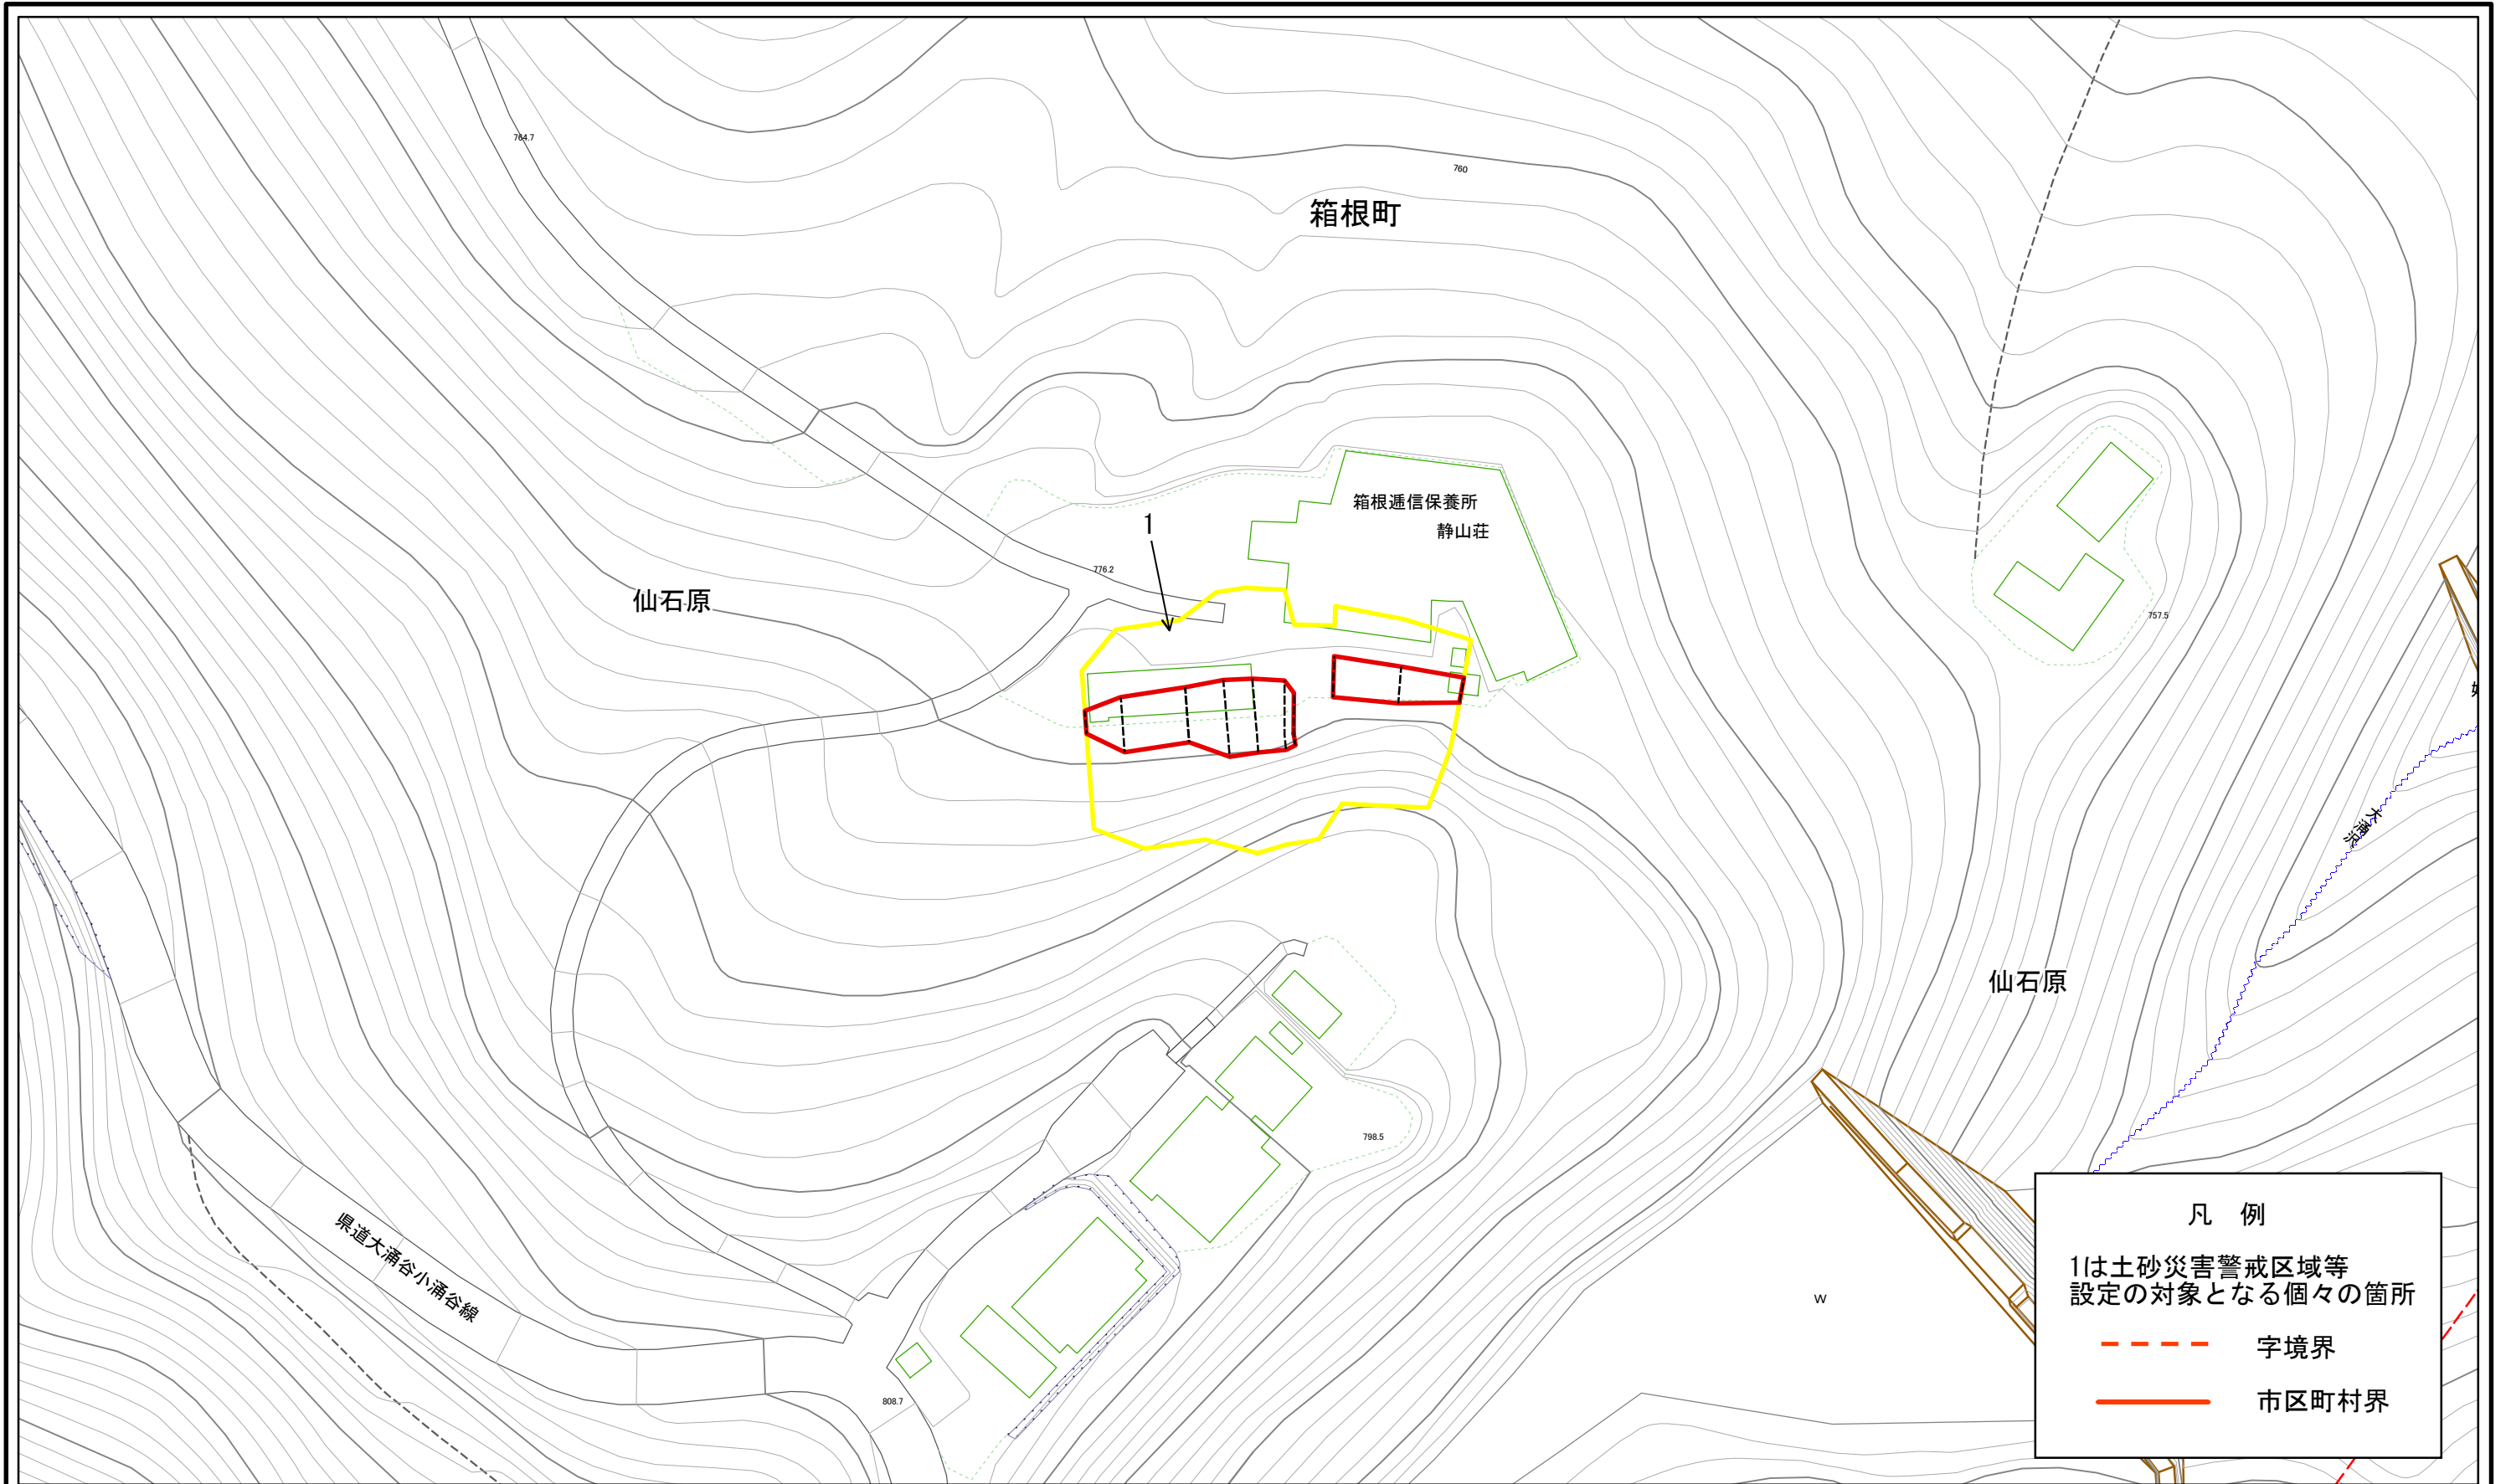 764.7
760
箱根町
箱根逓信保養所
静山荘
1
776.2
仙石原
757.5
大涌沢
仙石原
798.5
県道大涌谷小涌谷線
808.7
W
凡 例
1は土砂災害警戒区域等
設定の対象となる個々の箇所
字境界
市区町村界